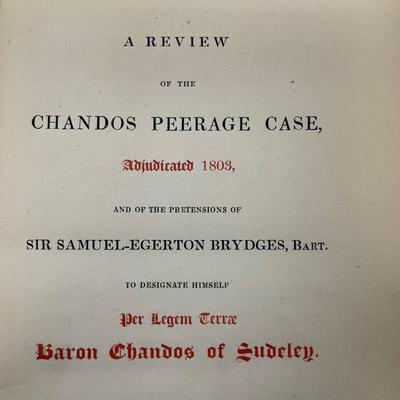 A REVIEW
OF THE
CHANDOS PEERAGE CASE,
Adjudicated 1803,
AND OF THE PRETENSIONS OF
SIR SAMUEL-EGERTON BRYDGES, BART.
TO DESIGNATE HIMSELF
Per Legem Terræ
Baron Chandos of Sudeley.